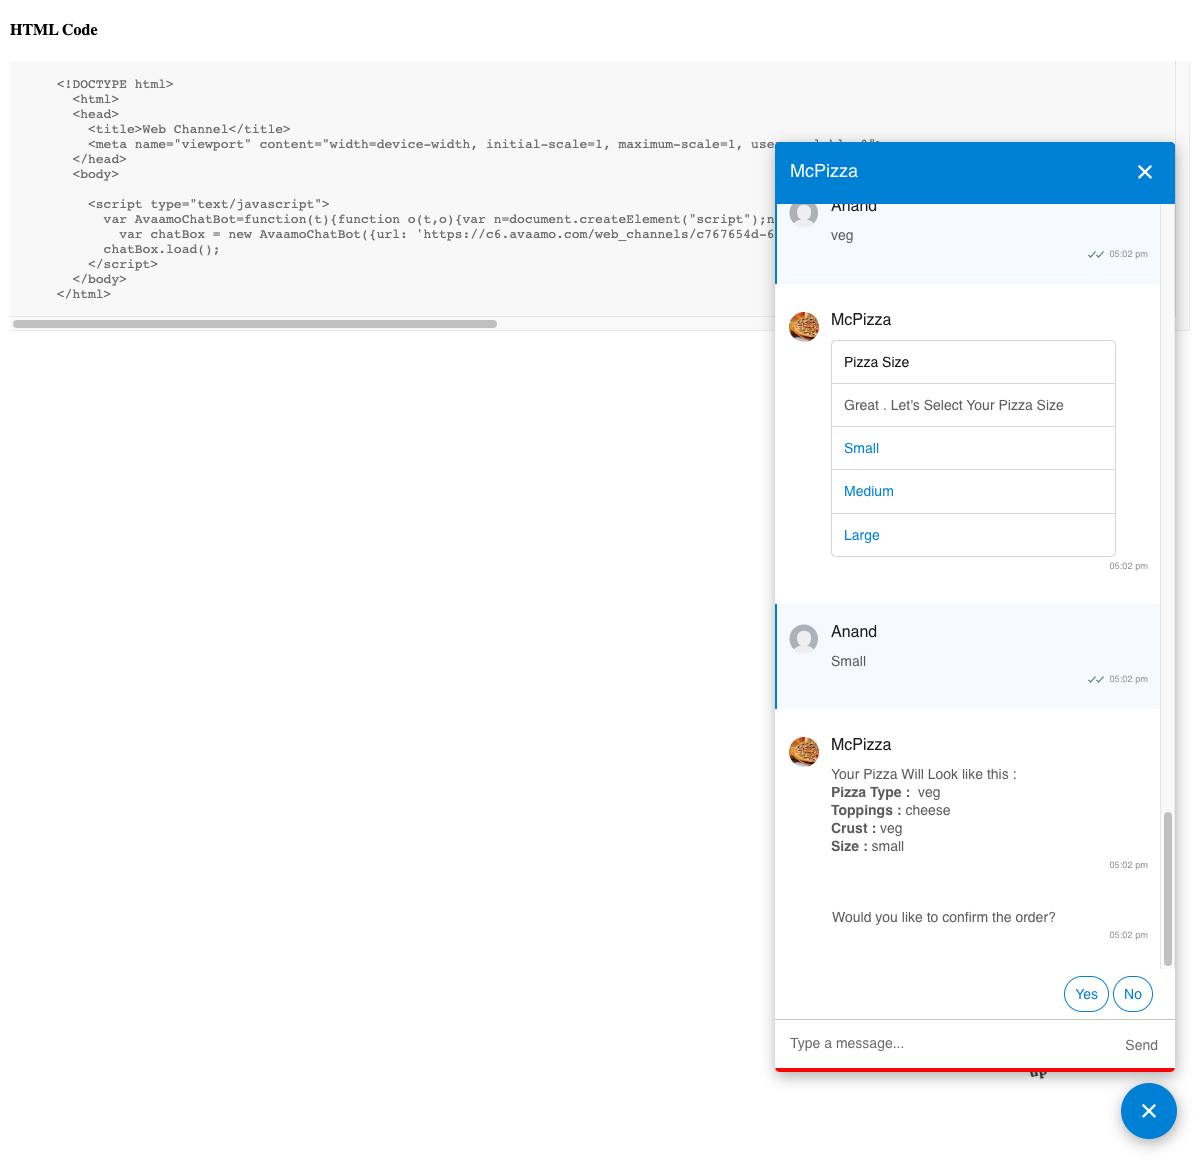 HTML Code
<!DOCTYPE html>
<html>
<head>
<title>Web Channel</title>
<meta name="viewport" content="width=device-width, initial-scale=1, maximum-scale=1,
</head>
<body>
<script type="text/javascript">
var AvaamoChatBot=function(t){function o(t,o){var n=document.createElement("script");n
var chatBox = new AvaamoChatBot({url: 'https://c6.avaamo.com/web_channels/c767654d-6
chatBox.load();
</script>
</body>
</html>
McPizza
Anand
veg
05:02 pm
McPizza
Pizza Size
Great . Let's Select Your Pizza Size
Small
Medium
Large
05:02 pm
Anand
Small
05:02 pm
McPizza
Your Pizza Will Look like this :
Pizza Type : veg
Toppings : cheese
Crust : veg
Size : small
05:02 pm
Would you like to confirm the order?
05:02 pm
Yes No
Type a message...
Send
up